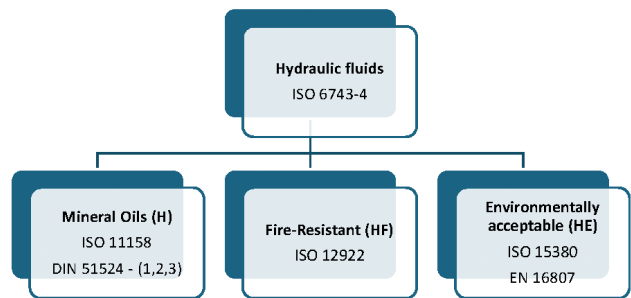 Hydraulic fluids
ISO 6743-4
Mineral Oils (H)
ISO 11158
DIN 51524 - (1,2,3)
Fire-Resistant (HF)
ISO 12922
Environmentally
acceptable (HE)
ISO 15380
EN 16807